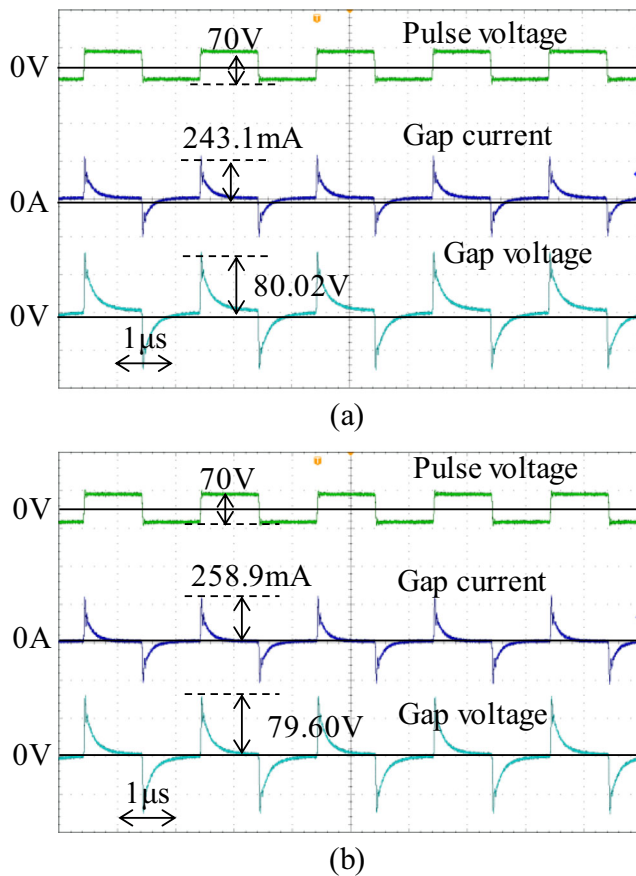 T
Pulse voltage
70V
0V
243.1mA
Gap current
0A
Gap voltage
80.02V
0V
1µs
(a)
T
Pulse voltage
70V
0V
258.9mA
Gap current
0A
Gap voltage
79.60V
0V
1µs
(b)